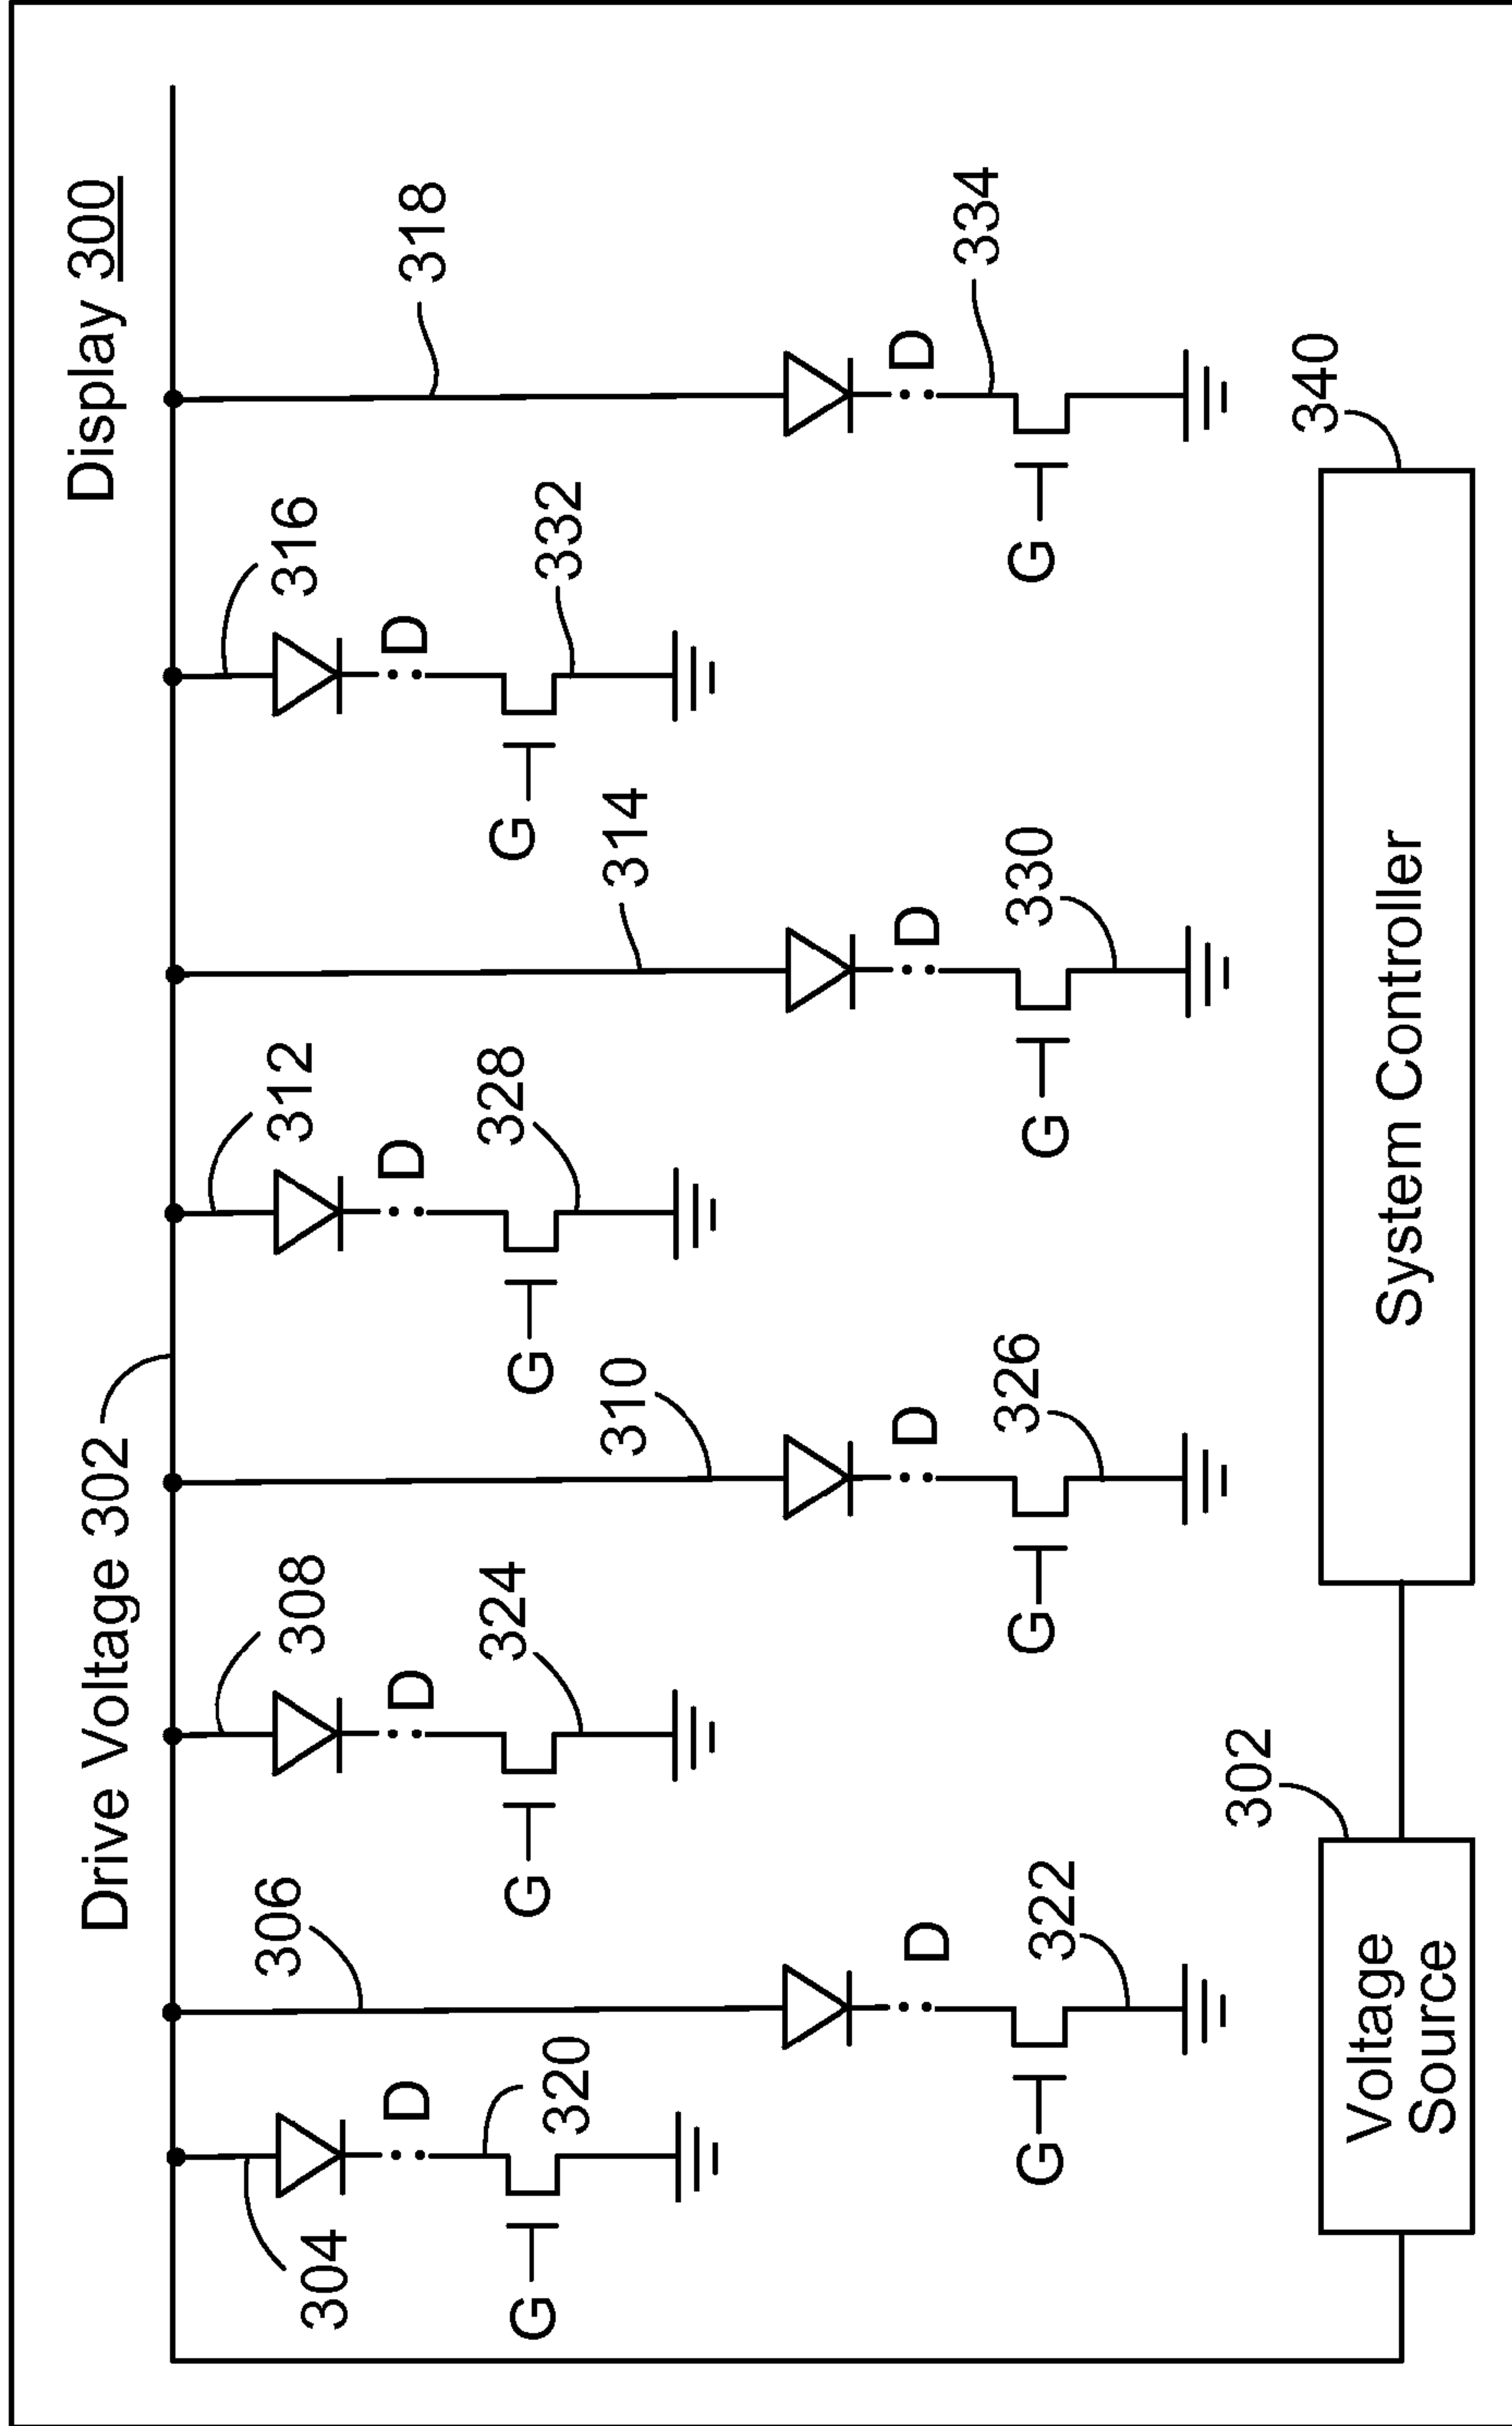 Display 300
Drive Voltage 302
304
306
308
310
312
314
316
318
D
D
D
D
D
D
D
D
320
322
324
326
328
330
332
334
G
G
G
G
G
G
G
G
302
340
Voltage
Source
System Controller